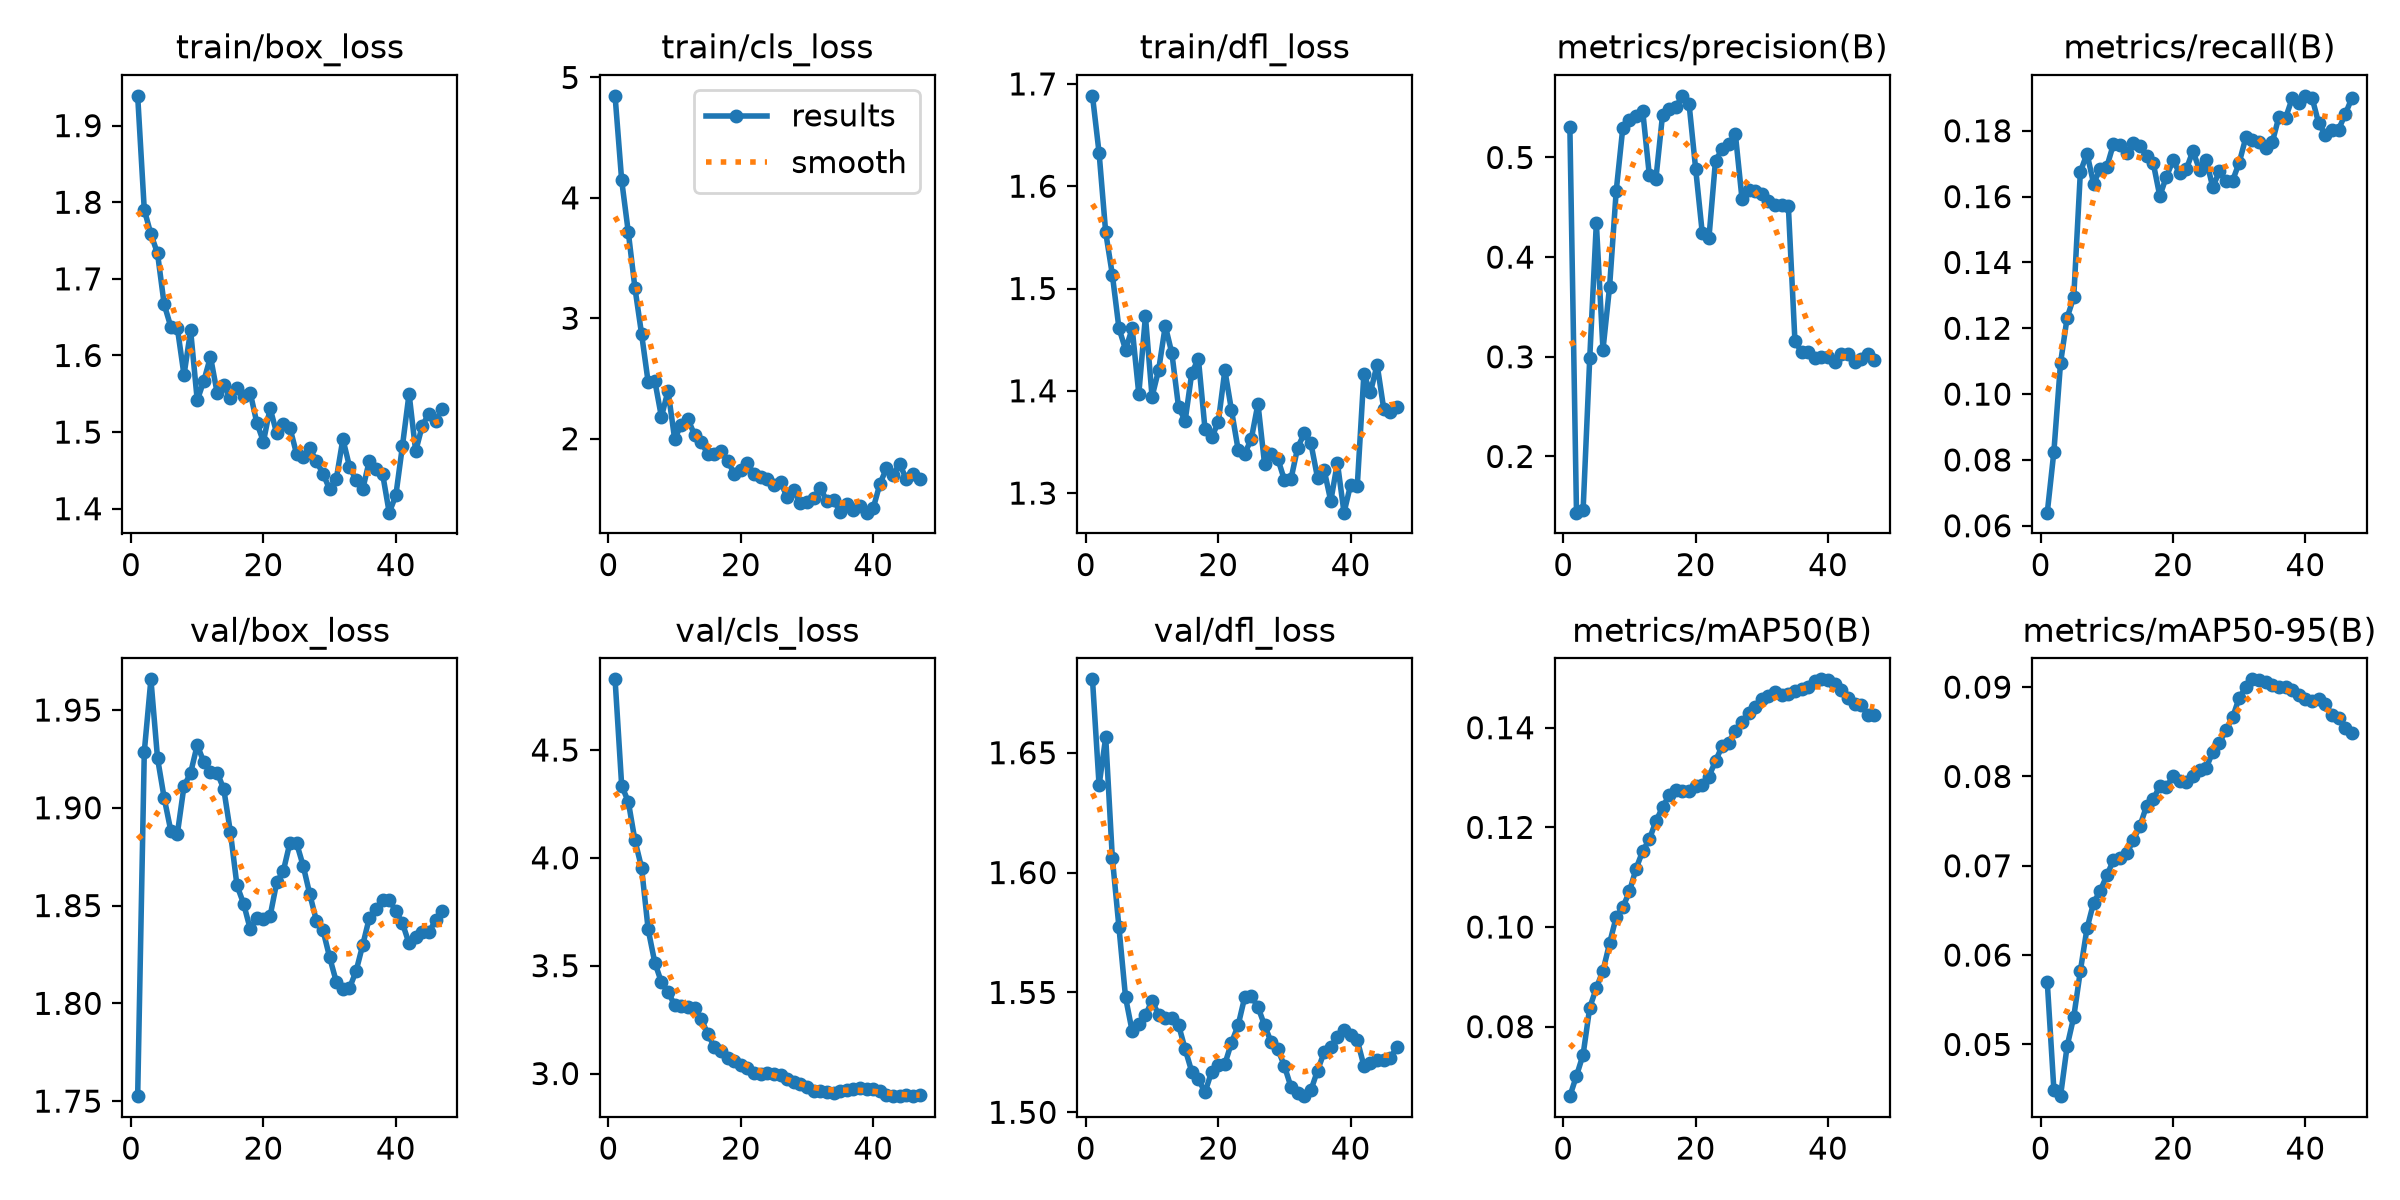 train/box_loss
train/cls_loss
train/dfl_loss
metrics/precision(B)
metrics/recall(B)
1.9
1.8
1.7
1.6
1.5
1.4
0 20 40
5
4
3
2
results
smooth
0 20 40
1.7
1.6
1.5
1.4
1.3
0 20 40
0.5
0.4
0.3
0.2
0 20 40
0.18
0.16
0.14
0.12
0.10
0.08
0.06
0 20 40
val/box_loss
val/cls_loss
val/dfl_loss
metrics/mAP50(B)
metrics/mAP50-95(B)
1.95
1.90
1.85
1.80
1.75
0 20 40
4.5
4.0
3.5
3.0
0 20 40
1.65
1.60
1.55
1.50
0 20 40
0.14
0.12
0.10
0.08
0 20 40
0.09
0.08
0.07
0.06
0.05
0 20 40